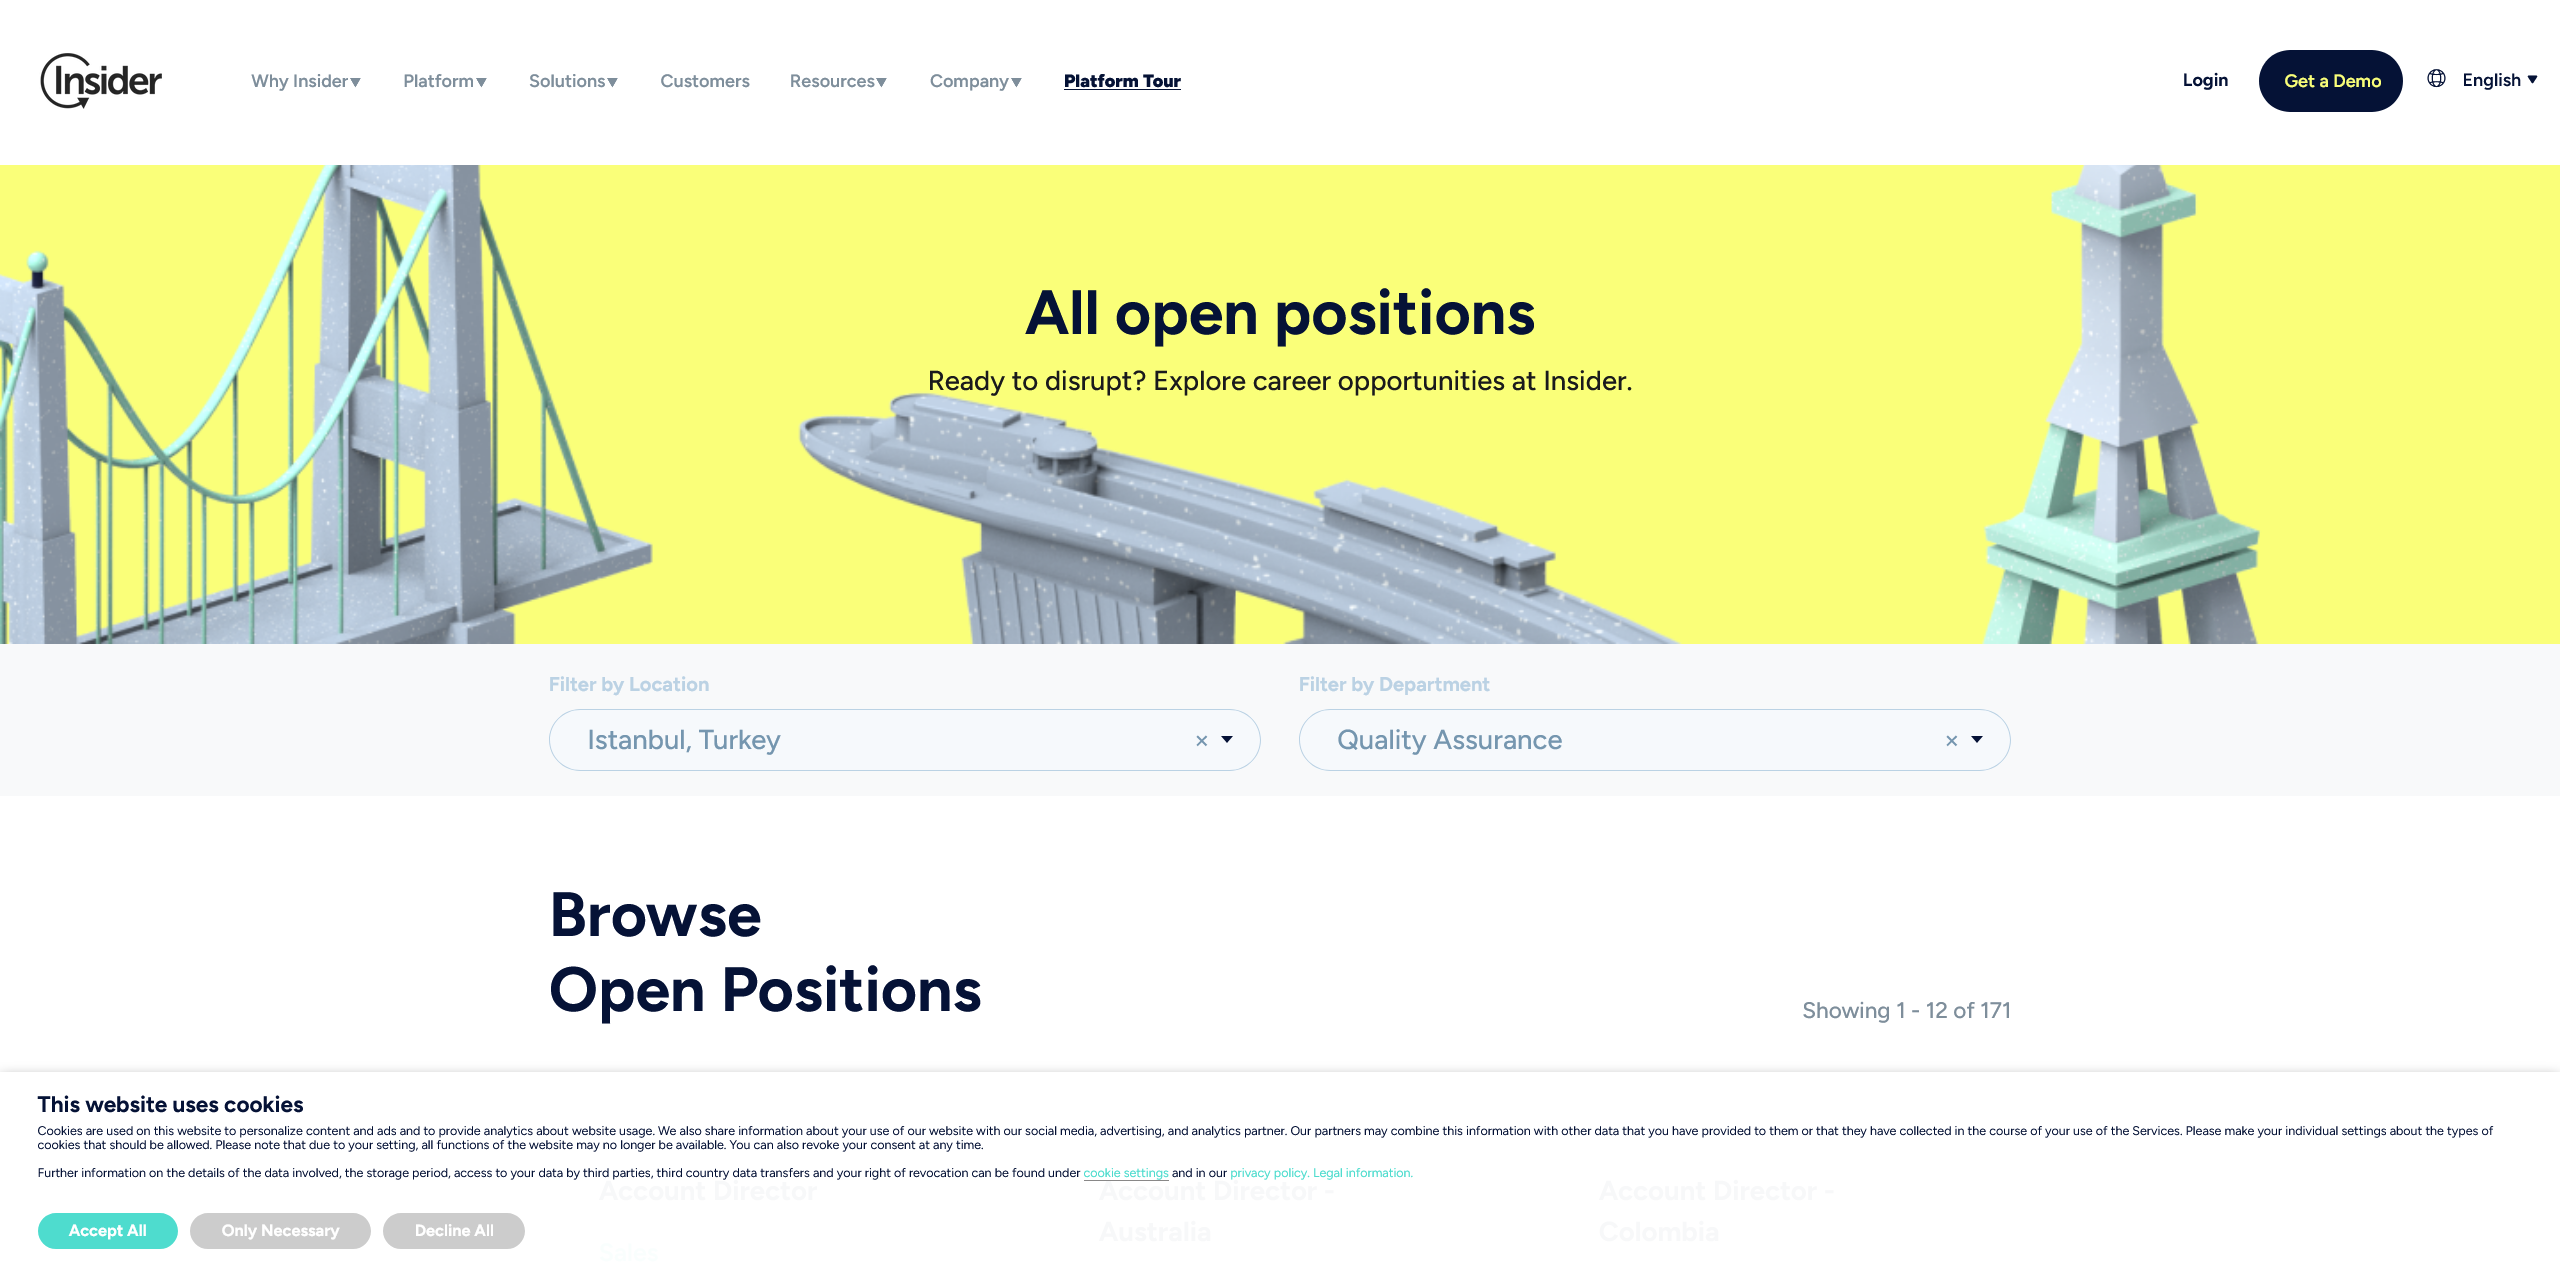 Insider
Why Insider
Platform
Solutions
Customers
Resources
Company
Platform Tour
Login
Get a Demo
English
All open positions
Ready to disrupt? Explore career opportunities at Insider.
Filter by Location
Filter by Department
Istanbul, Turkey
×
Quality Assurance
×
Browse
Open Positions
Showing 1 - 12 of 171
This website uses cookies
Cookies are used on this website to personalize content and ads and to provide analytics about website usage. We also share information about your use of our website with our social media, advertising, and analytics partner. Our partners may combine this information with other data that you have provided to them or that they have collected in the course of your use of the Services. Please make your individual settings about the types of
cookies that should be allowed. Please note that due to your setting, all functions of the website may no longer be available. You can also revoke your consent at any time.
Further information on the details of the data involved, the storage period, access to your data by third parties, third country data transfers and your right of revocation can be found under cookie settings and in our privacy policy. Legal information.
Account Director
Account Director -
Account Director -
Australia
Colombia
Accept All
Only Necessary
Decline All
Sales